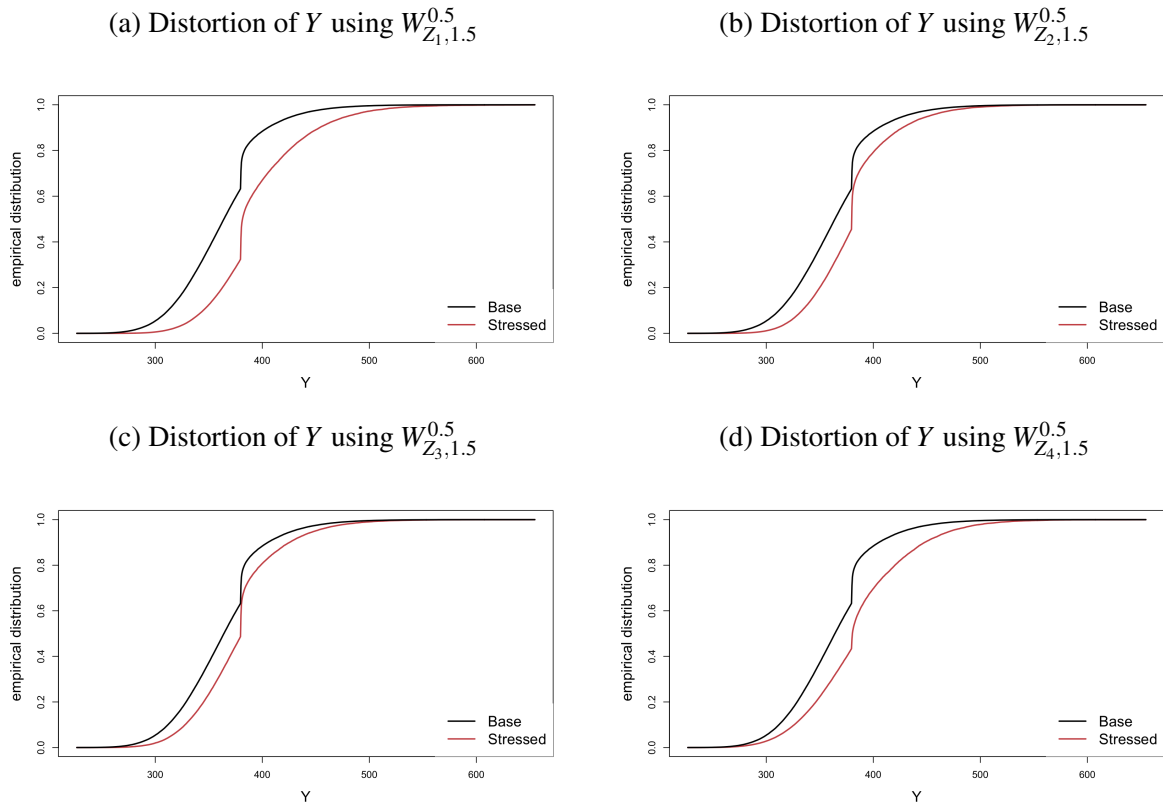 (a) Distortion of Y using W^{0.5}_{Z_1,1.5}
(b) Distortion of Y using W^{0.5}_{Z_2,1.5}
empirical distribution
0.0 0.2 0.4 0.6 0.8 1.0
300 400 500 600
Y
Base
Stressed
empirical distribution
0.0 0.2 0.4 0.6 0.8 1.0
300 400 500 600
Y
Base
Stressed
(c) Distortion of Y using W^{0.5}_{Z_3,1.5}
(d) Distortion of Y using W^{0.5}_{Z_4,1.5}
empirical distribution
0.0 0.2 0.4 0.6 0.8 1.0
300 400 500 600
Y
Base
Stressed
empirical distribution
0.0 0.2 0.4 0.6 0.8 1.0
300 400 500 600
Y
Base
Stressed